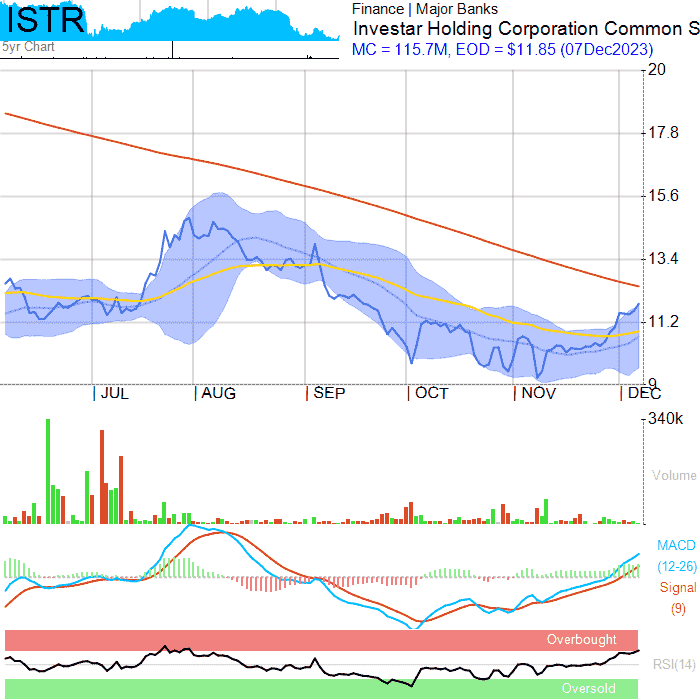 ISTR
5yr Chart
Finance | Major Banks
Investar Holding Corporation Common S
MC = 115.7M, EOD = $11.85 (07Dec2023)
20
17.8
15.6
13.4
11.2
9
JUL AUG SEP OCT NOV DEC
340k
Volume
MACD
(12-26)
Signal
(9)
Overbought
RSI(14)
Oversold